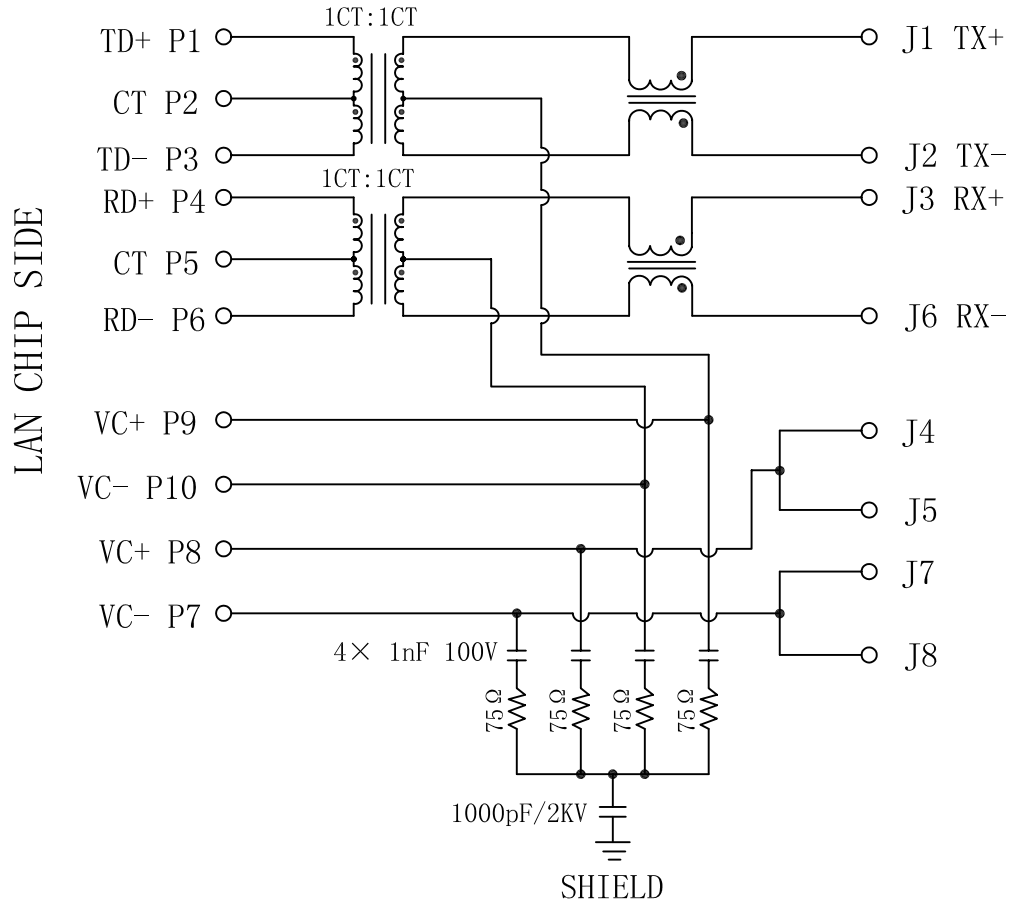 1CT:1CT
TD+ P1
J1 TX+
CT P2
TD- P3
J2 TX-
1CT:1CT
RD+ P4
J3 RX+
CT P5
RD- P6
J6 RX-
LAN CHIP SIDE
VC+ P9
J4
VC- P10
J5
VC+ P8
J7
VC- P7
J8
4× 1nF 100V
75Ω
75Ω
75Ω
75Ω
1000pF/2KV
SHIELD